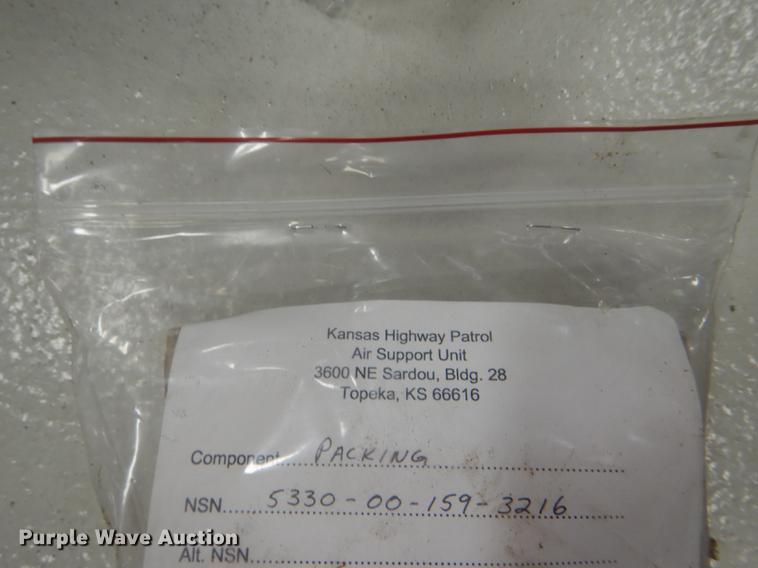 Kansas Highway Patrol
Air Support Unit
3600 NE Sardou, Bldg. 28
Topeka, KS 66616
Component.... PACKING
NSN..... 5330-00-159-3216
Alt. NSN.....
Purple Wave Auction